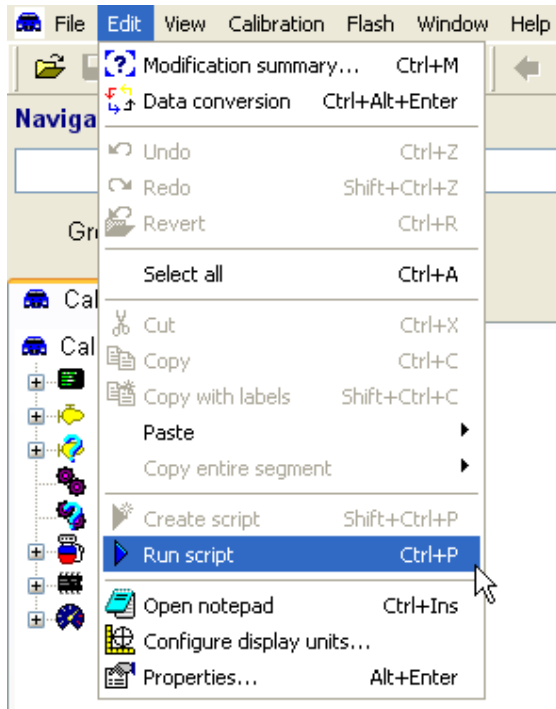 File Edit View Calibration Flash Window Help
Modification summary... Ctrl+M
Data conversion Ctrl+Alt+Enter
Naviga
Undo Ctrl+Z
Redo Shift+Ctrl+Z
Revert Ctrl+R
Gr
Select all Ctrl+A
Cal
Cut Ctrl+X
Cal
Copy Ctrl+C
Copy with labels Shift+Ctrl+C
Paste
Copy entire segment
Create script Shift+Ctrl+P
Run script Ctrl+P
Open notepad Ctrl+Ins
Configure display units...
Properties... Alt+Enter